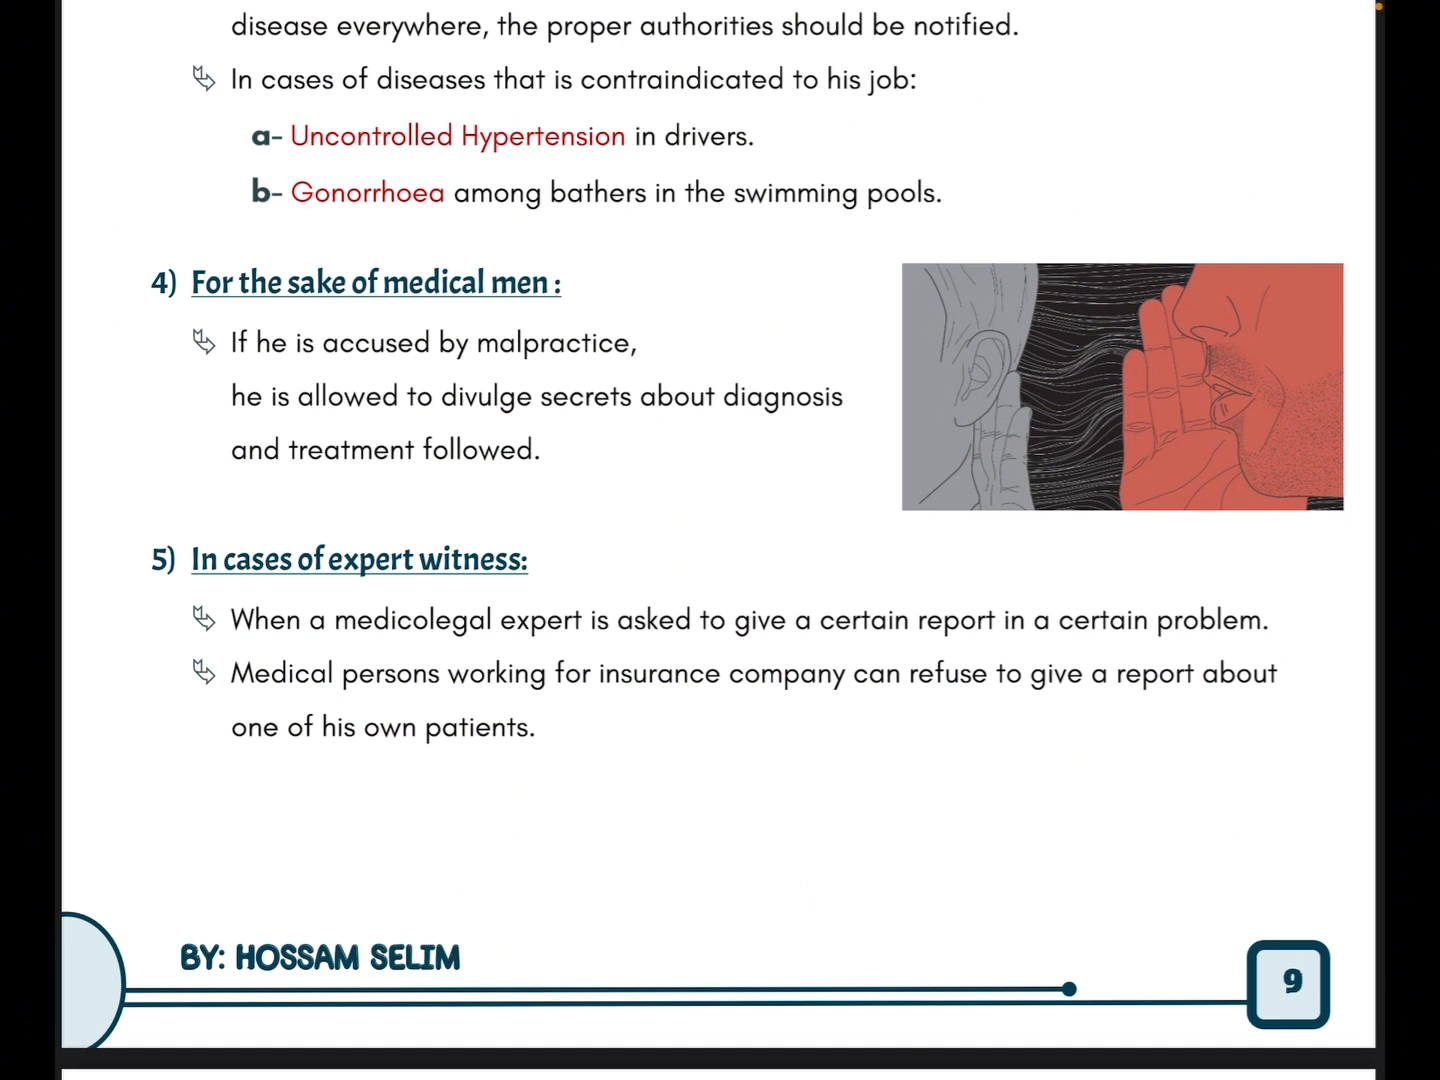 disease everywhere, the proper authorities should be notified.
In cases of diseases that is contraindicated to his job:
a- Uncontrolled Hypertension in drivers.
b- Gonorrhoea among bathers in the swimming pools.
4) For the sake of medical men :
If he is accused by malpractice,
he is allowed to divulge secrets about diagnosis
and treatment followed.
5) In cases of expert witness:
When a medicolegal expert is asked to give a certain report in a certain problem.
Medical persons working for insurance company can refuse to give a report about
one of his own patients.
BY: HOSSAM SELIM
9